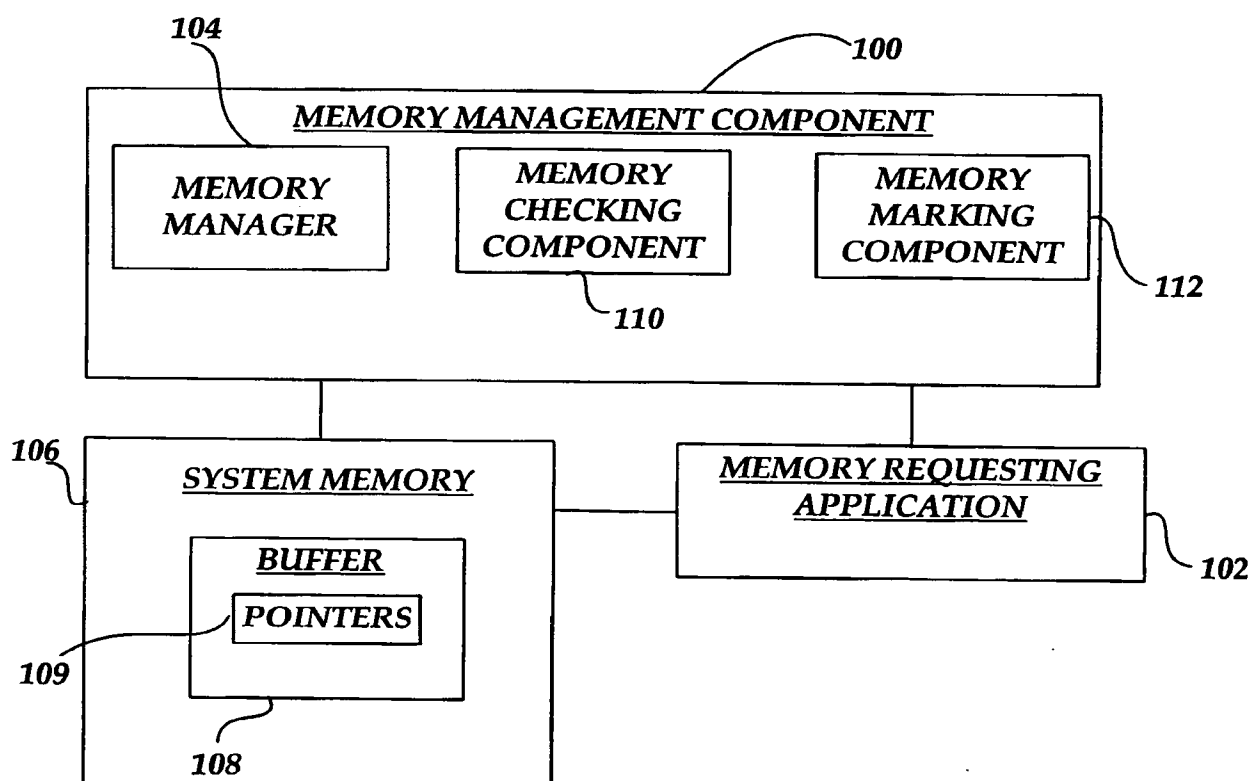 104
100
MEMORY MANAGEMENT COMPONENT
MEMORY
MANAGER
MEMORY
CHECKING
COMPONENT
MEMORY
MARKING
COMPONENT
110
112
106
SYSTEM MEMORY
BUFFER
POINTERS
109
108
MEMORY REQUESTING
APPLICATION
102